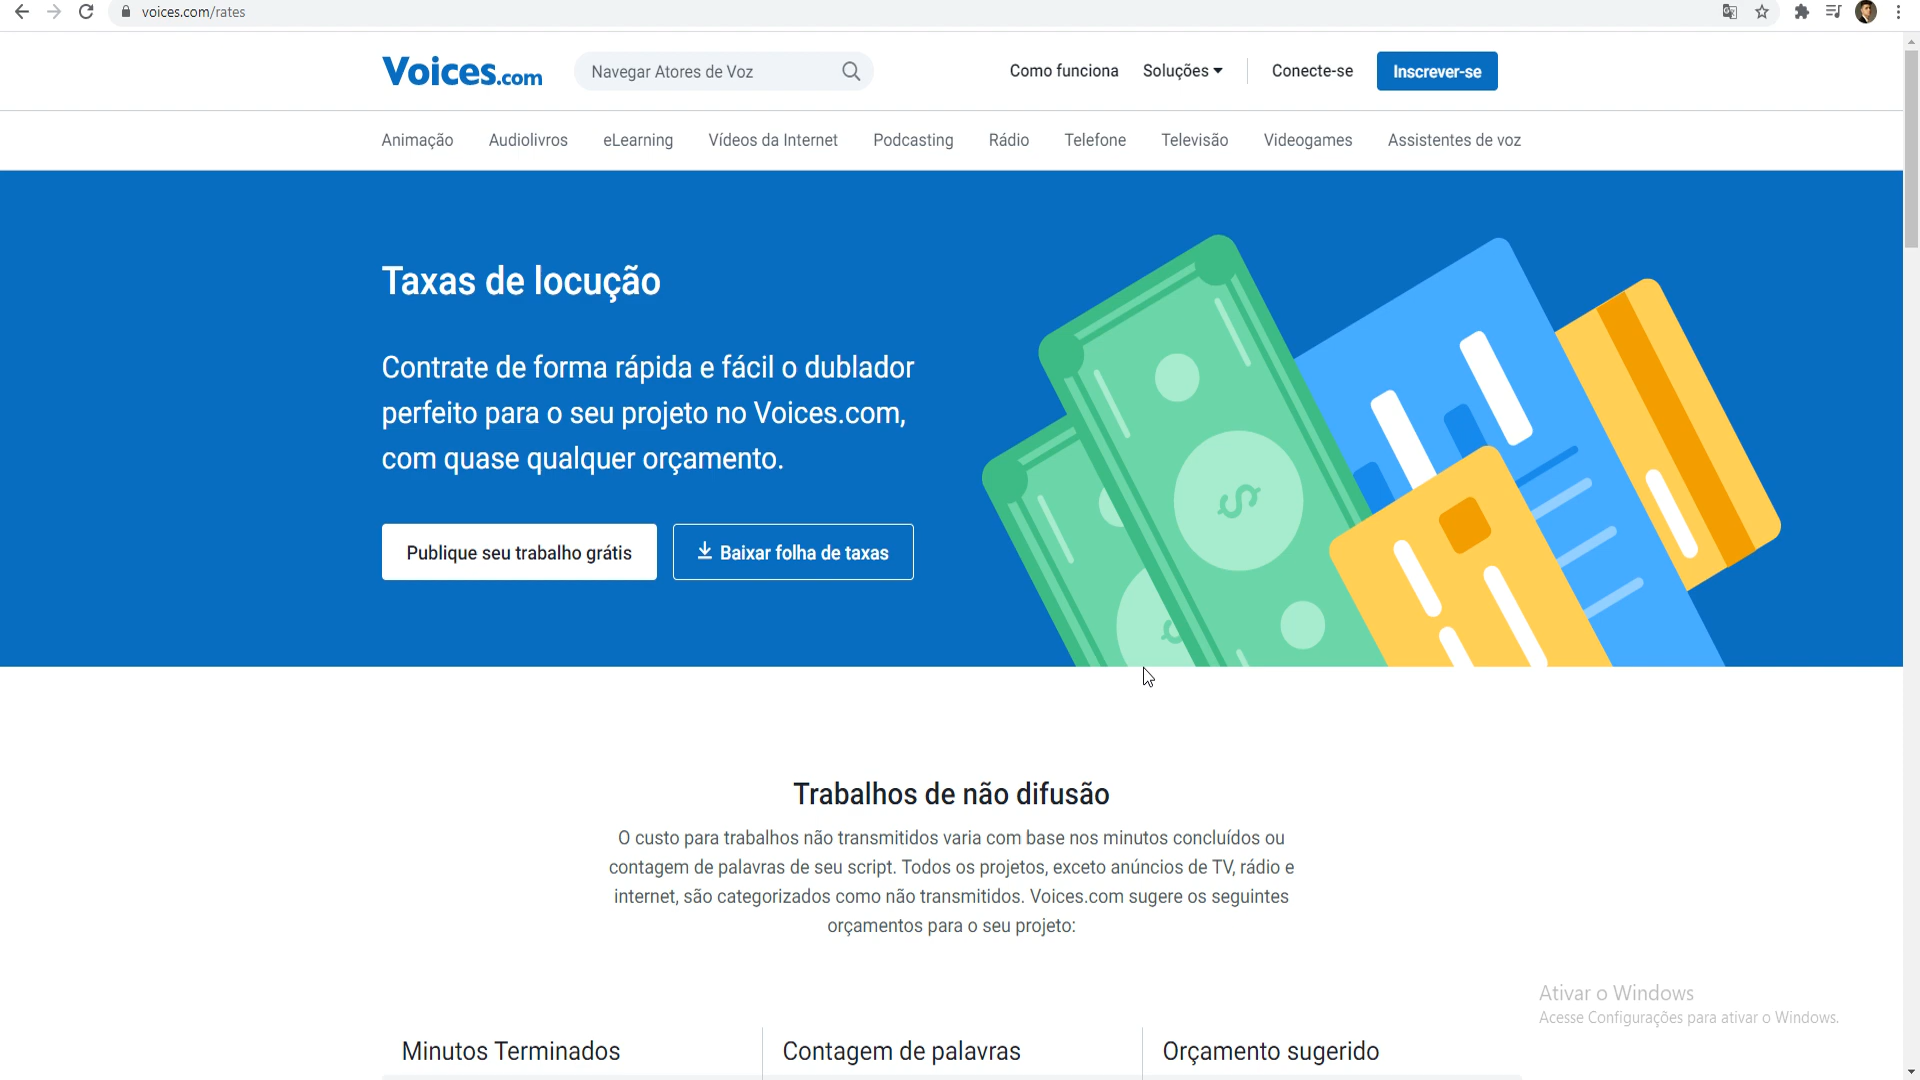 voices.com/rates
Voices.com
Navegar Atores de Voz
Como funciona
Soluções
Conecte-se
Inscrever-se
Animação
Audiolivros
eLearning
Vídeos da Internet
Podcasting
Rádio
Telefone
Televisão
Videogames
Assistentes de voz
Taxas de locução
Contrate de forma rápida e fácil o dublador
perfeito para o seu projeto no Voices.com,
com quase qualquer orçamento.
Publique seu trabalho grátis
Baixar folha de taxas
$
Trabalhos de não difusão
O custo para trabalhos não transmitidos varia com base nos minutos concluídos ou
contagem de palavras de seu script. Todos os projetos, exceto anúncios de TV, rádio e
internet, são categorizados como não transmitidos. Voices.com sugere os seguintes
orçamentos para o seu projeto:
Ativar o Windows
Acesse Configurações para ativar o Windows.
Minutos Terminados
Contagem de palavras
Orçamento sugerido